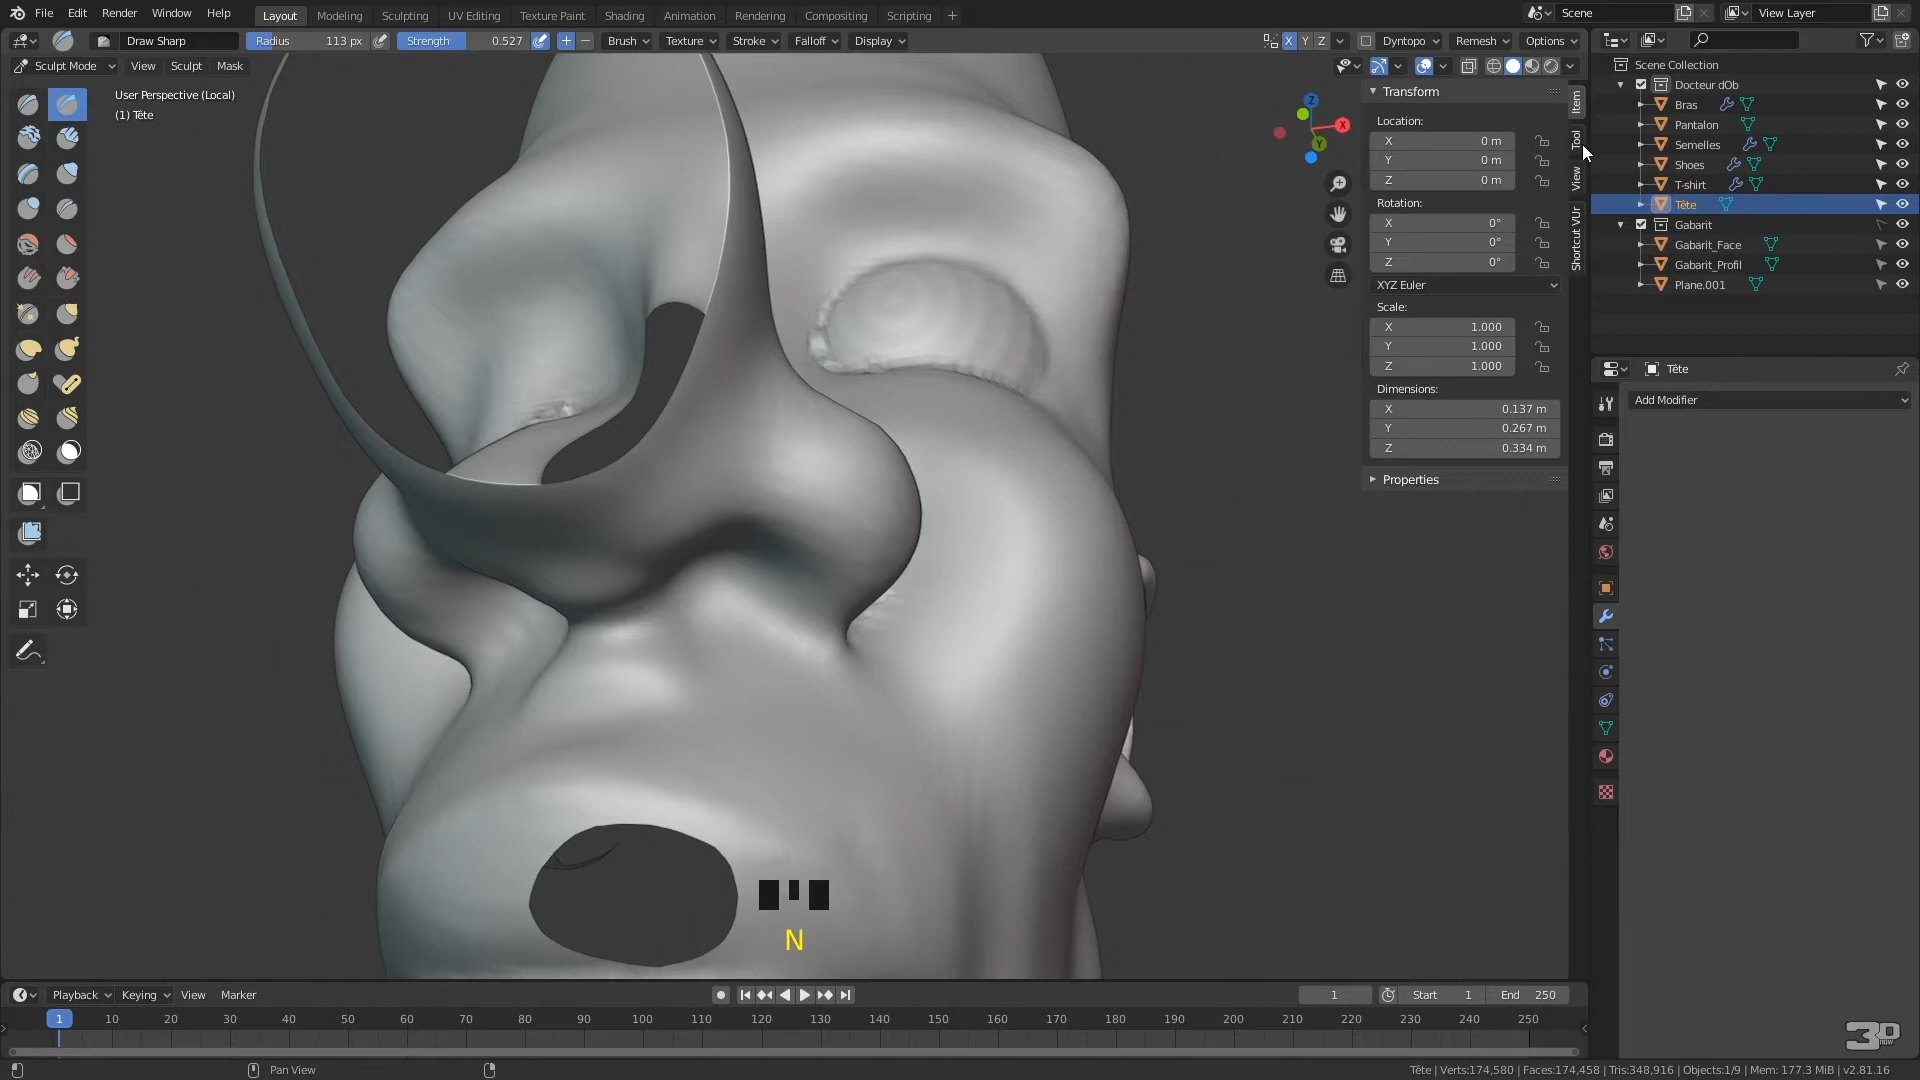 File Edit Render Window Help
Layout Modeling Sculpting UV Editing Texture Paint Shading Animation Rendering Compositing Scripting +
Scene
View Layer
Draw Sharp
Radius 113 px
Strength 0.527
+ −
Brush Texture Stroke Falloff Display
X Y Z
Dyntopo Remesh Options
Sculpt Mode View Sculpt Mask
User Perspective (Local)
(1) Tête
Z
X
Y
Transform
Location:
X 0 m
Y 0 m
Z 0 m
Rotation:
X 0°
Y 0°
Z 0°
XYZ Euler
Scale:
X 1.000
Y 1.000
Z 1.000
Dimensions:
X 0.137 m
Y 0.267 m
Z 0.334 m
Properties
Item
Tool
View
Shortcut VUr
Scene Collection
Docteur dOb
Bras
Pantalon
Semelles
Shoes
T-shirt
Tête
Gabarit
Gabarit_Face
Gabarit_Profil
Plane.001
Tête
Add Modifier
N
Playback Keying View Marker
1
Start 1
End 250
1 10 20 30 40 50 60 70 80 90 100 110 120 130 140 150 160 170 180 190 200 210 220 230 240 250
3D now
Pan View
Tête | Verts:174,580 | Faces:174,458 | Tris:348,916 | Objects:1/9 | Mem: 177.3 MiB | v2.81.16